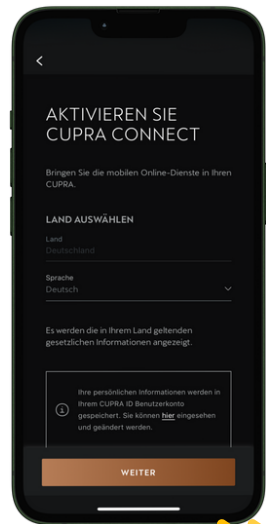 AKTIVIEREN SIE
CUPRA CONNECT
Bringen Sie die mobilen Online-Dienste in Ihren
CUPRA.
LAND AUSWÄHLEN
Land
Deutschland
Sprache
Deutsch
Es werden die in Ihrem Land geltenden
gesetzlichen Informationen angezeigt.
Ihre persönlichen Informationen werden in
Ihrem CUPRA ID Benutzerkonto
gespeichert. Sie können hier eingesehen
und geändert werden.
WEITER